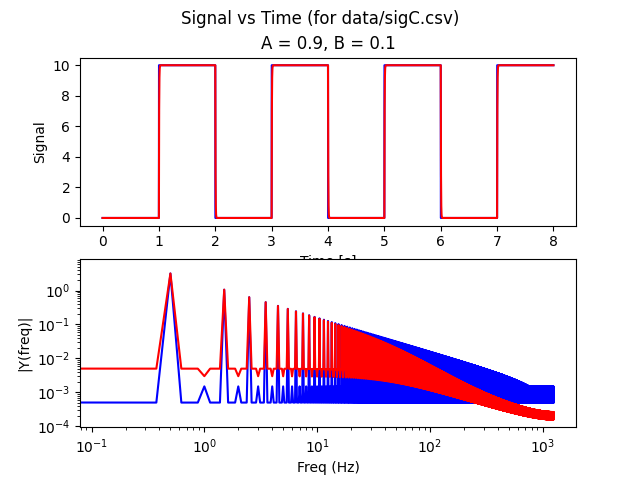 Signal vs Time (for data/sigC.csv)
A = 0.9, B = 0.1
10
8
6
4
2
0
Signal
0 1 2 3 4 5 6 7 8
Time [s]
10⁰
10⁻¹
10⁻²
10⁻³
10⁻⁴
|Y(freq)|
10⁻¹ 10⁰ 10¹ 10² 10³
Freq (Hz)